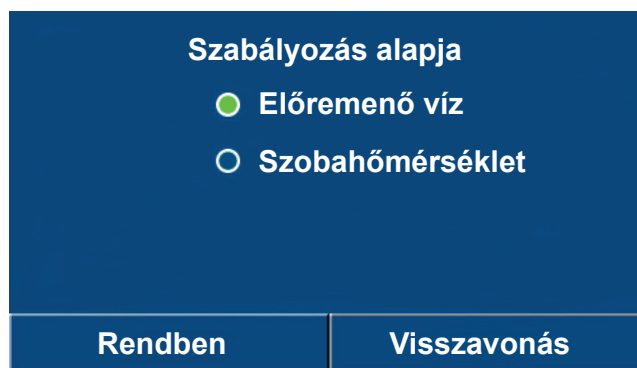 Szabályozás alapja
Előremenő víz
Szobahőmérséklet
Rendben
Visszavonás